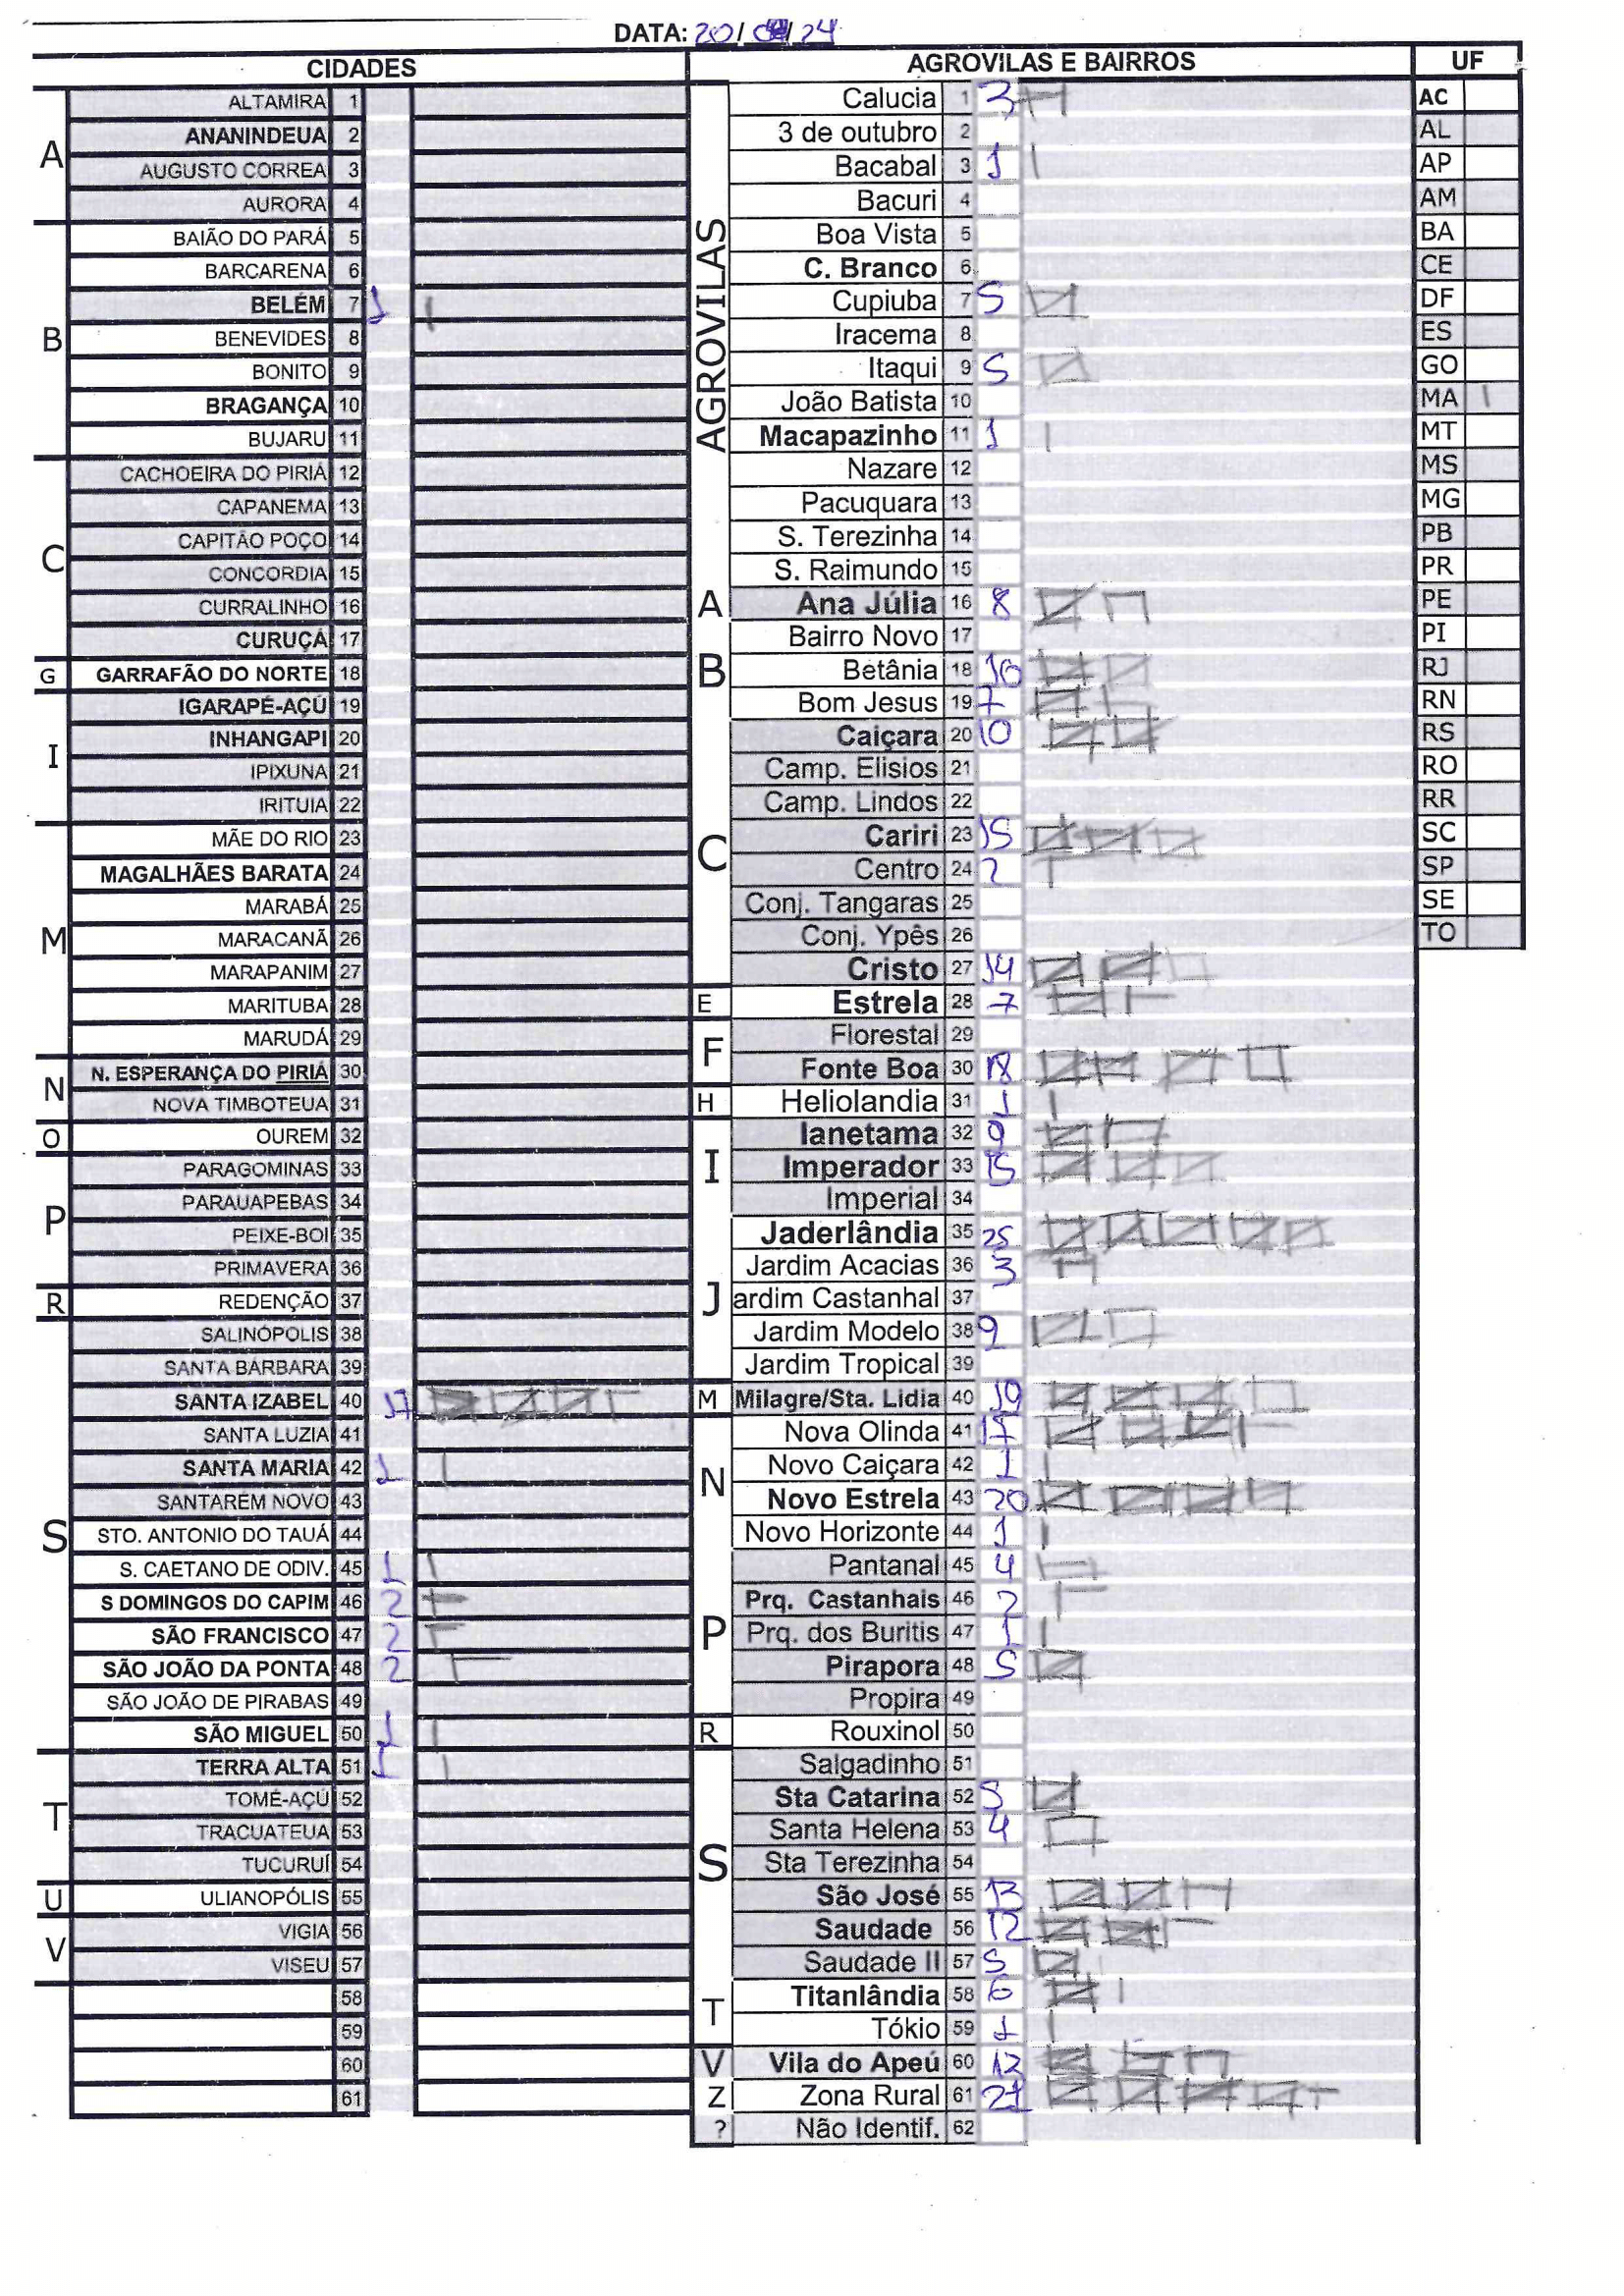 DATA: 20/ / 24
CIDADES
A
ALTAMIRA 1
ANANINDEUA 2
AUGUSTO CORREA 3
AURORA 4
B
BAIÃO DO PARÁ 5
BARCARENA 6
BELÉM 7 1
BENEVIDES 8
BONITO 9
BRAGANÇA 10
BUJARU 11
C
CACHOEIRA DO PIRIÁ 12
CAPANEMA 13
CAPITÃO POÇO 14
CONCORDIA 15
CURRALINHO 16
CURUÇÁ 17
G
GARRAFÃO DO NORTE 18
I
IGARAPÉ-AÇÚ 19
INHANGAPI 20
IPIXUNA 21
IRITUIA 22
M
MÃE DO RIO 23
MAGALHÃES BARATA 24
MARABÁ 25
MARACANÃ 26
MARAPANIM 27
MARITUBA 28
MARUDÁ 29
N
N. ESPERANÇA DO PIRIÁ 30
NOVA TIMBOTEUA 31
O
OUREM 32
P
PARAGOMINAS 33
PARAUAPEBAS 34
PEIXE-BOI 35
PRIMAVERA 36
R
REDENÇÃO 37
S
SALINÓPOLIS 38
SANTA BÁRBARA 39
SANTA IZABEL 40 17
SANTA LUZIA 41
SANTA MARIA 42 1
SANTARÉM NOVO 43
STO. ANTONIO DO TAUÁ 44
S. CAETANO DE ODIV. 45 1
S DOMINGOS DO CAPIM 46 2
SÃO FRANCISCO 47 2
SÃO JOÃO DA PONTA 48 2
SÃO JOÃO DE PIRABAS 49
SÃO MIGUEL 50 1
T
TERRA ALTA 51 1
TOMÉ-AÇÚ 52
TRACUATEUA 53
TUCURUÍ 54
U
ULIANOPÓLIS 55
V
VIGIA 56
VISEU 57
58
59
60
61
AGROVILAS E BAIRROS
AGROVILAS
Calucia 1 3
3 de outubro 2
Bacabal 3 1
Bacuri 4
Boa Vista 5
C. Branco 6
Cupiuba 7 5
Iracema 8
Itaqui 9 5
João Batista 10
Macapazinho 11 1
Nazare 12
Pacuquara 13
S. Terezinha 14
S. Raimundo 15
A
Ana Júlia 16 8
B
Bairro Novo 17
Betânia 18 10
Bom Jesus 19 7
C
Caiçara 20 10
Camp. Elisios 21
Camp. Lindos 22
Cariri 23 15
Centro 24 2
Conj. Tangaras 25
Conj. Ypês 26
Cristo 27 14
E
Estrela 28 7
F
Florestal 29
Fonte Boa 30 18
H
Heliolandia 31 1
I
Ianetama 32 9
Imperador 33 15
Imperial 34
J
Jaderlândia 35 25
Jardim Acacias 36 3
ardim Castanhal 37
Jardim Modelo 38 9
Jardim Tropical 39
M
Milagre/Sta. Lidia 40 19
N
Nova Olinda 41 17
Novo Caiçara 42 1
Novo Estrela 43 20
Novo Horizonte 44 1
P
Pantanal 45 4
Prq. Castanhais 46 2
Prq. dos Buritis 47 1
Pirapora 48 5
Propira 49
R
Rouxinol 50
S
Salgadinho 51
Sta Catarina 52 5
Santa Helena 53 4
Sta Terezinha 54
São José 55 13
Saudade 56 12
Saudade II 57 5
T
Titanlândia 58 6
Tókio 59 1
V
Vila do Apeú 60
Z
Zona Rural 61 21
?
Não Identif. 62
UF
AC
AL
AP
AM
BA
CE
DF
ES
GO
MA
MT
MS
MG
PB
PR
PE
PI
RJ
RN
RS
RO
RR
SC
SP
SE
TO